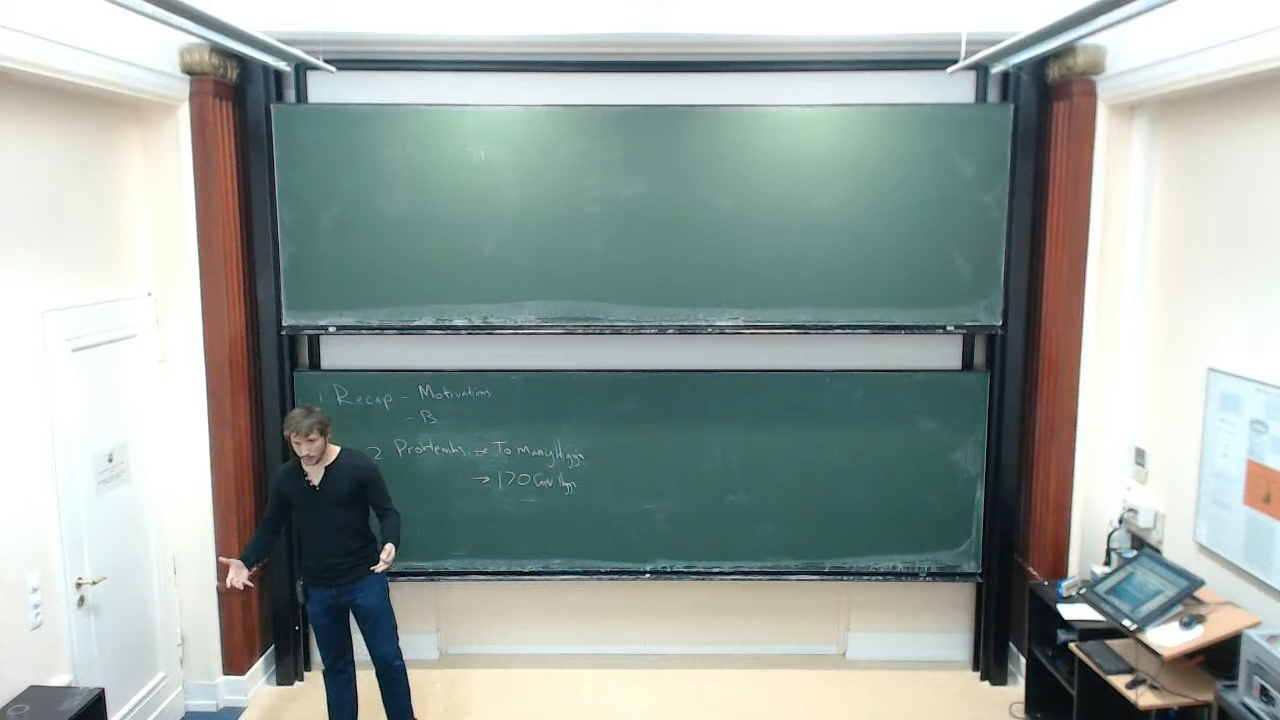 1 Recap - Motivation
- B
2 Problems → To many Higgs
→ 170 GeV Higgs